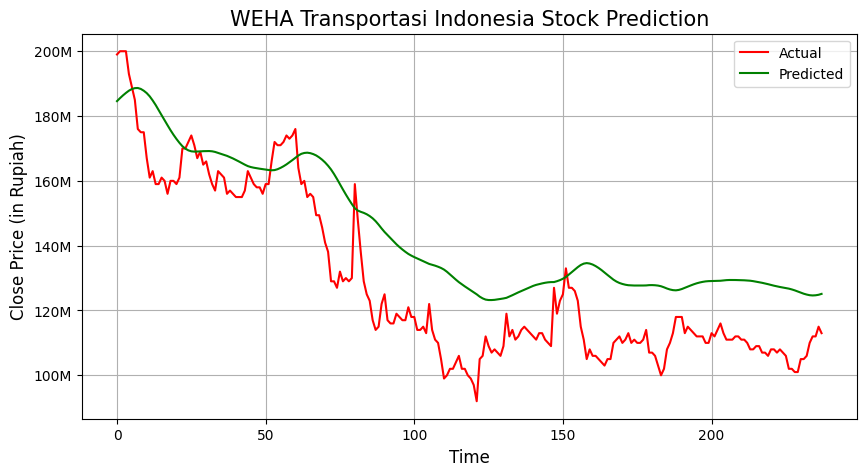 WEHA Transportasi Indonesia Stock Prediction
Actual
Predicted
Close Price (in Rupiah)
200M
180M
160M
140M
120M
100M
0 50 100 150 200
Time